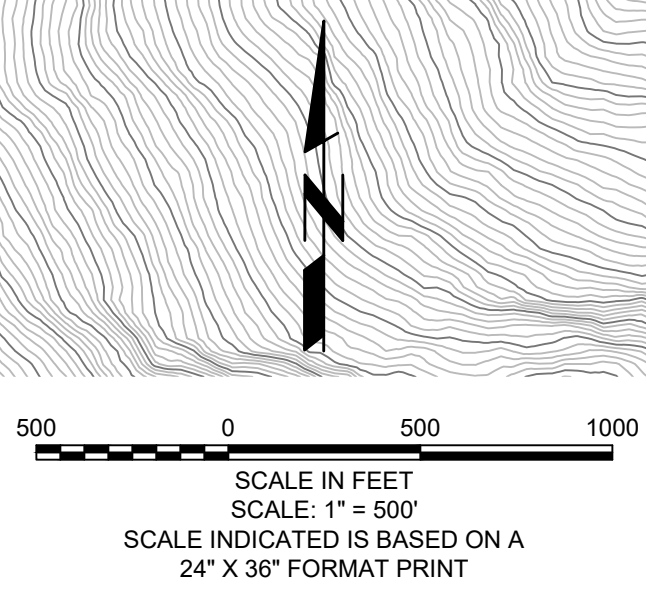 N
500 0 500 1000
SCALE IN FEET
SCALE: 1" = 500'
SCALE INDICATED IS BASED ON A
24" X 36" FORMAT PRINT